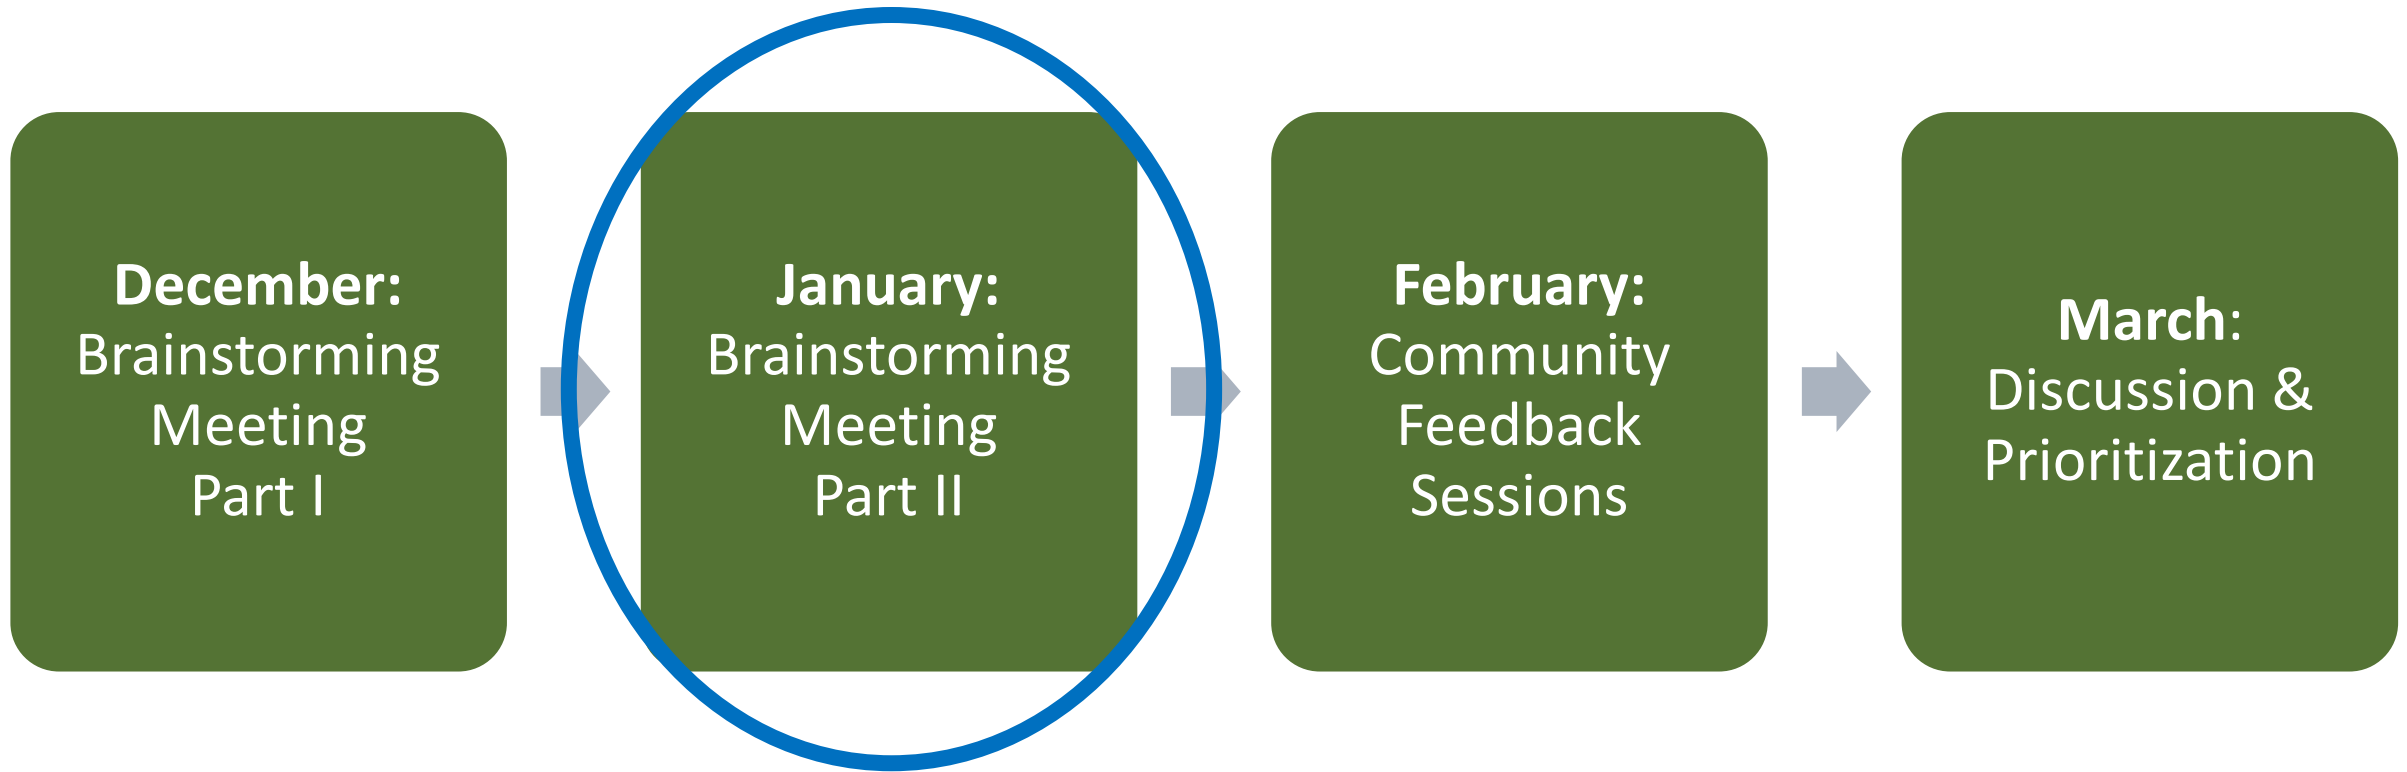 December:
Brainstorming
Meeting
Part I
January:
Brainstorming
Meeting
Part II
February:
Community
Feedback
Sessions
March:
Discussion &
Prioritization